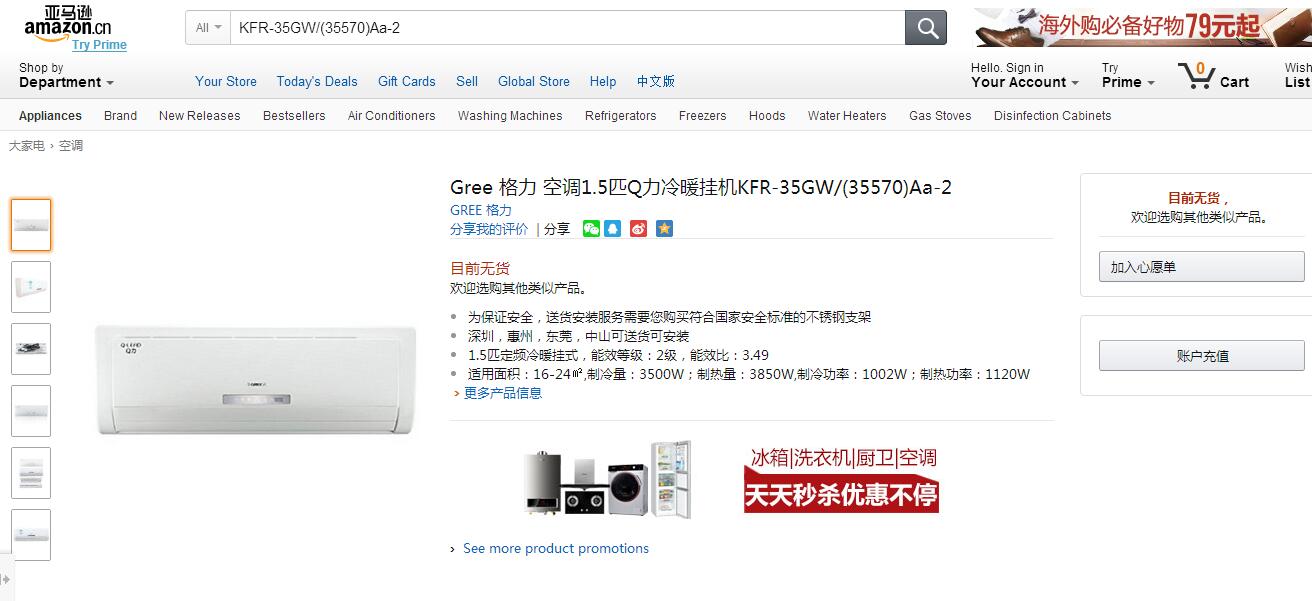 亚马逊
amazon.cn
Try Prime
All
KFR-35GW/(35570)Aa-2
海外购必备好物79元起
Shop by
Department
Your Store
Today's Deals
Gift Cards
Sell
Global Store
Help
中文版
Hello. Sign in
Your Account
Try
Prime
0
Cart
Wish
List
Appliances
Brand
New Releases
Bestsellers
Air Conditioners
Washing Machines
Refrigerators
Freezers
Hoods
Water Heaters
Gas Stoves
Disinfection Cabinets
大家电 › 空调
Gree 格力 空调1.5匹Q力冷暖挂机KFR-35GW/(35570)Aa-2
GREE 格力
分享我的评价 | 分享
目前无货
欢迎选购其他类似产品。
为保证安全，送货安装服务需要您购买符合国家安全标准的不锈钢支架
深圳，惠州，东莞，中山可送货可安装
1.5匹定频冷暖挂式，能效等级：2级，能效比：3.49
适用面积：16-24㎡,制冷量：3500W；制热量：3850W,制冷功率：1002W；制热功率：1120W
› 更多产品信息
Q力
冰箱|洗衣机|厨卫|空调
天天秒杀优惠不停
› See more product promotions
目前无货，
欢迎选购其他类似产品。
加入心愿单
账户充值